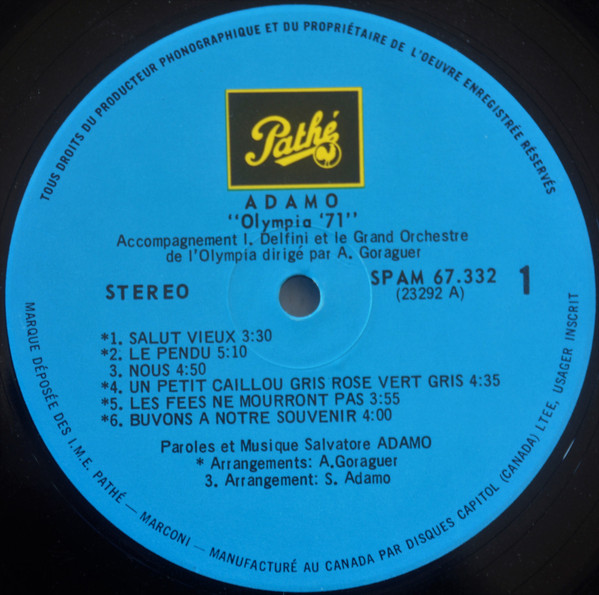 TOUS DROITS DU PRODUCTEUR PHONOGRAPHIQUE ET DU PROPRIÉTAIRE DE L'OEUVRE ENREGISTRÉE RÉSERVÉS
Pathé
ADAMO
"Olympia '71"
Accompagnement I. Delfini et le Grand Orchestre
de l'Olympia dirigé par A. Goraguer
STEREO
SPAM 67.332
(23292 A)
1
*1. SALUT VIEUX 3:30
*2. LE PENDU 5:10
3. NOUS 4:50
*4. UN PETIT CAILLOU GRIS ROSE VERT GRIS 4:35
*5. LES FEES NE MOURRONT PAS 3:55
*6. BUVONS A NOTRE SOUVENIR 4:00
Paroles et Musique Salvatore ADAMO
* Arrangements: A.Goraguer
3. Arrangement: S. Adamo
MARQUE DÉPOSÉE DES I.M.E. PATHÉ — MARCONI — MANUFACTURÉ AU CANADA PAR DISQUES CAPITOL (CANADA) LTEE, USAGER INSCRIT